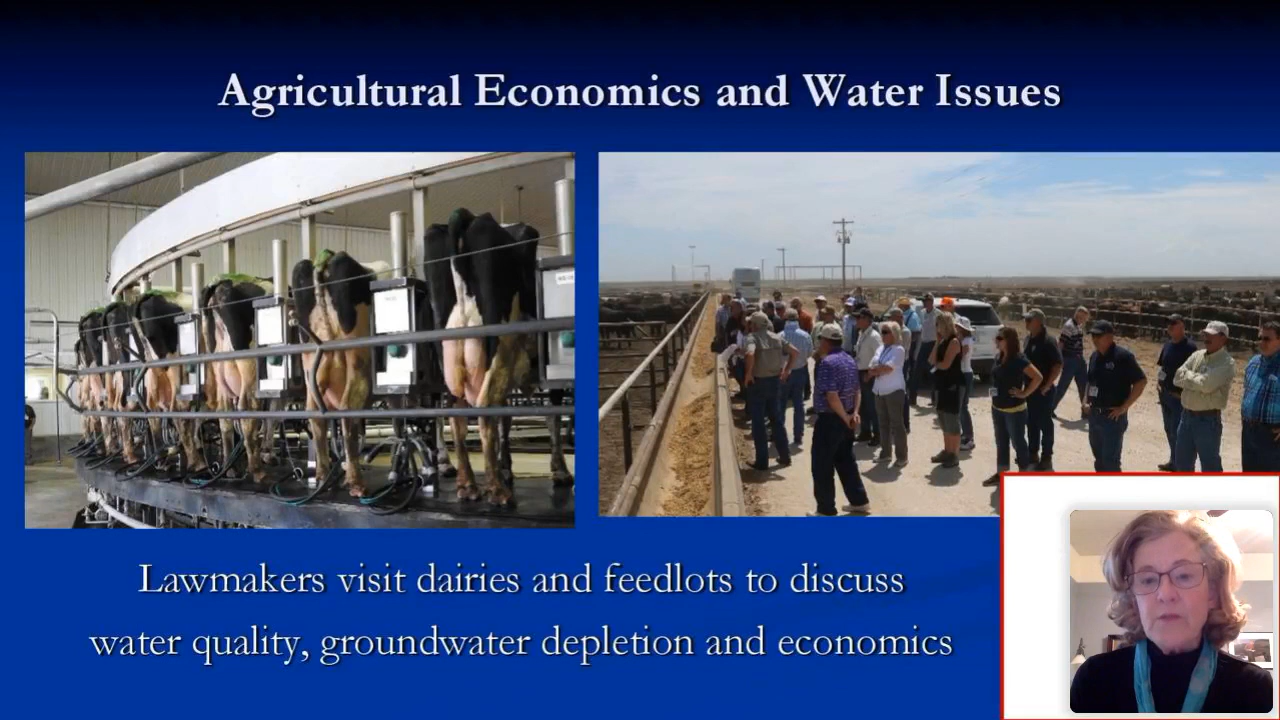 Agricultural Economics and Water Issues
Lawmakers visit dairies and feedlots to discuss
water quality, groundwater depletion and economics